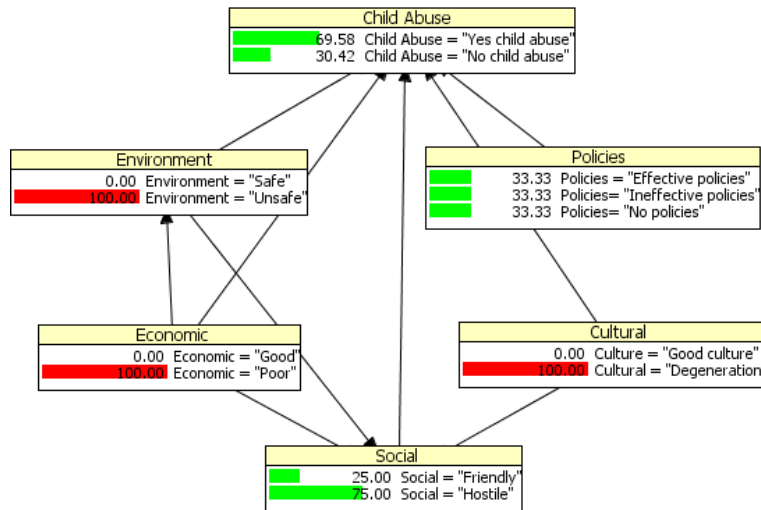 Child Abuse
69.58 Child Abuse = "Yes child abuse"
30.42 Child Abuse = "No child abuse"
Environment
0.00 Environment = "Safe"
100.00 Environment = "Unsafe"
Policies
33.33 Policies= "Effective policies"
33.33 Policies= "Ineffective policies"
33.33 Policies= "No policies"
Economic
0.00 Economic = "Good"
100.00 Economic = "Poor"
Cultural
0.00 Culture = "Good culture"
100.00 Cultural = "Degeneration
Social
25.00 Social = "Friendly"
75.00 Social = "Hostile"